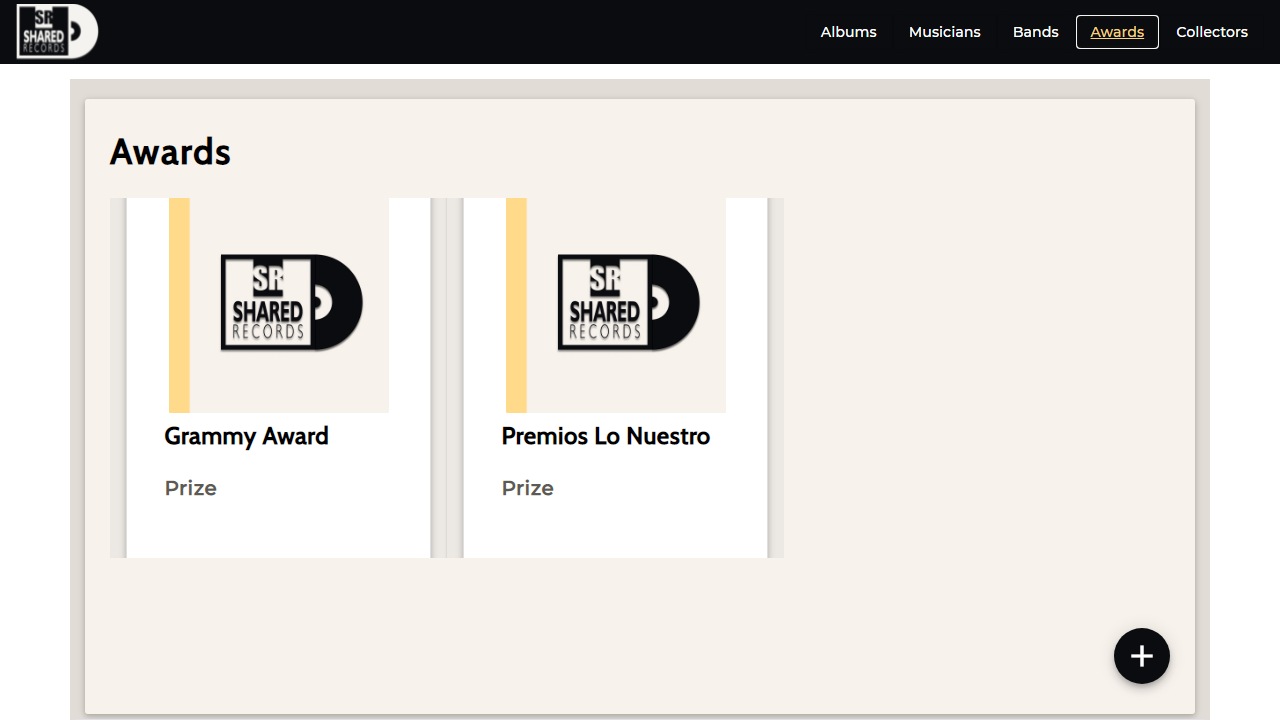 SR
SHARED
RECORDS
Albums Musicians Bands Awards Collectors
Awards
SR
SHARED
RECORDS
SR
SHARED
RECORDS
Grammy Award
Premios Lo Nuestro
Prize
Prize